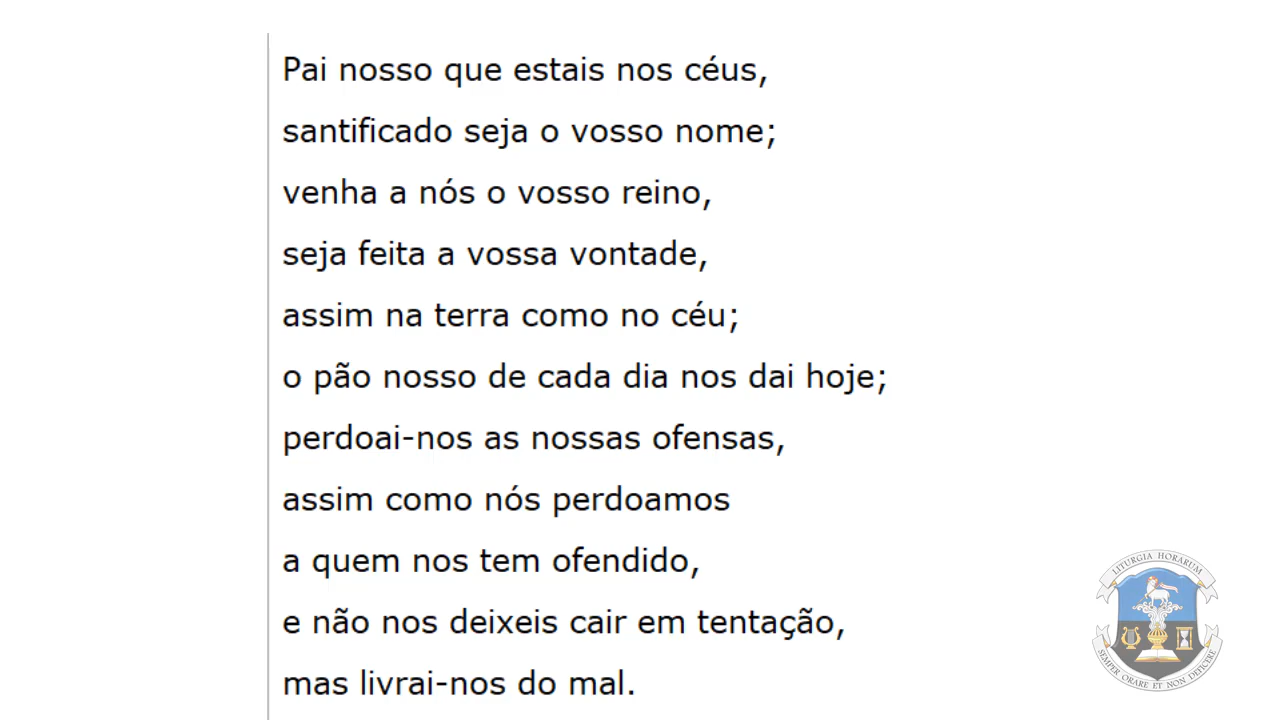 Pai nosso que estais nos céus,
santificado seja o vosso nome;
venha a nós o vosso reino,
seja feita a vossa vontade,
assim na terra como no céu;
o pão nosso de cada dia nos dai hoje;
perdoai-nos as nossas ofensas,
assim como nós perdoamos
a quem nos tem ofendido,
e não nos deixeis cair em tentação,
mas livrai-nos do mal.
LITURGIA HORARUM
SEMPER ORARE ET NON DEFICERE